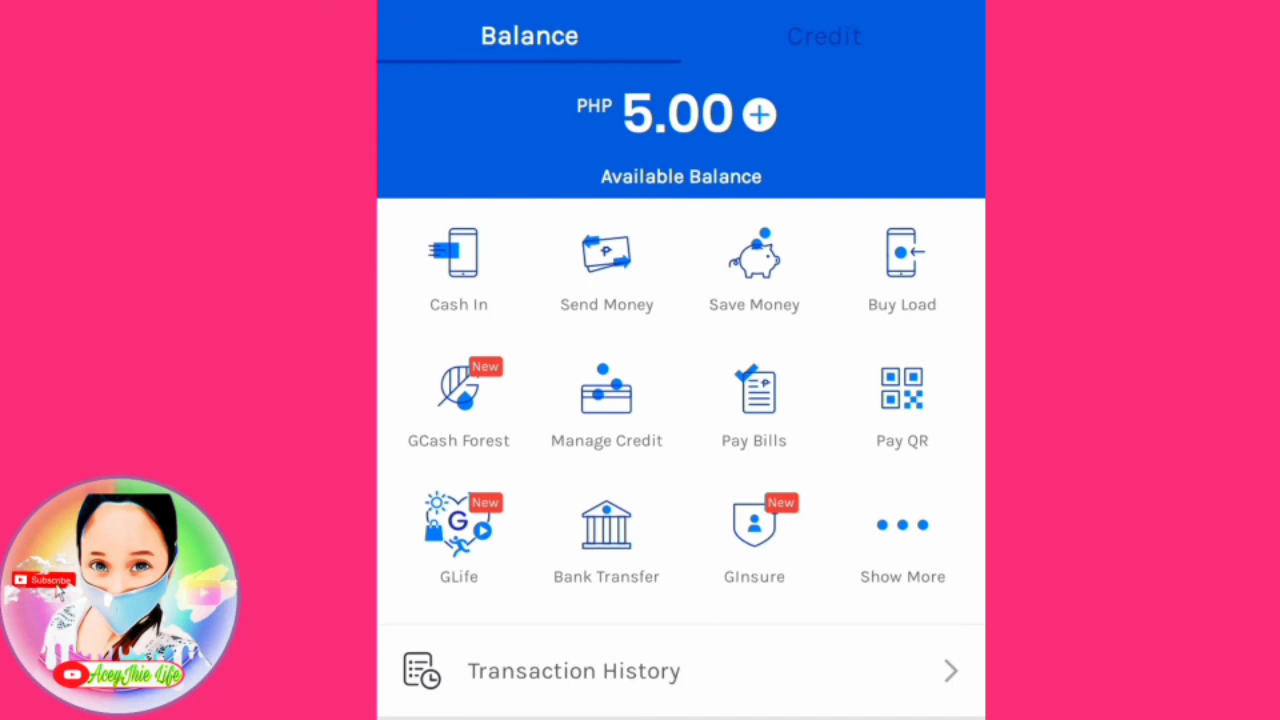 Balance
Credit
PHP 5.00
Available Balance
Cash In
Send Money
Save Money
Buy Load
New
GCash Forest
Manage Credit
Pay Bills
Pay QR
New
G
GLife
Bank Transfer
New
GInsure
Show More
Transaction History
Subscribe
AceyJhie Life